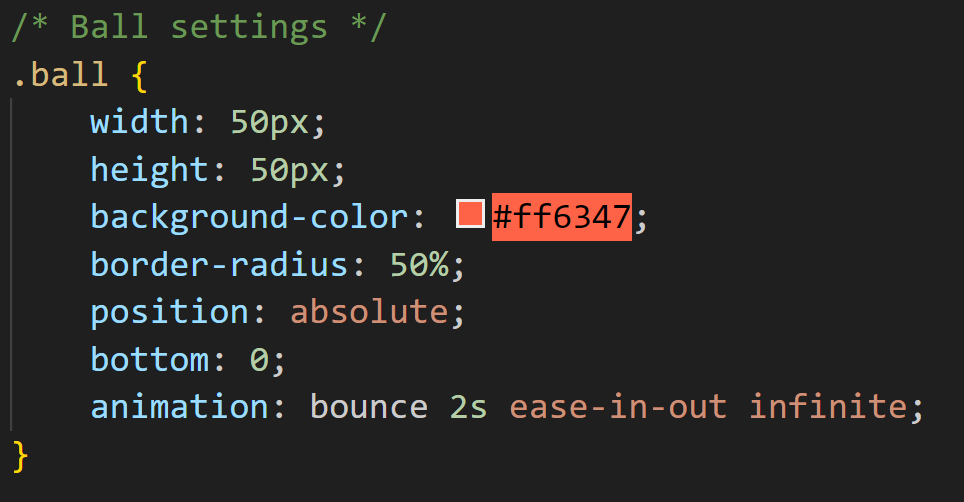 /* Ball settings */
.ball {
    width: 50px;
    height: 50px;
    background-color: #ff6347;
    border-radius: 50%;
    position: absolute;
    bottom: 0;
    animation: bounce 2s ease-in-out infinite;
}